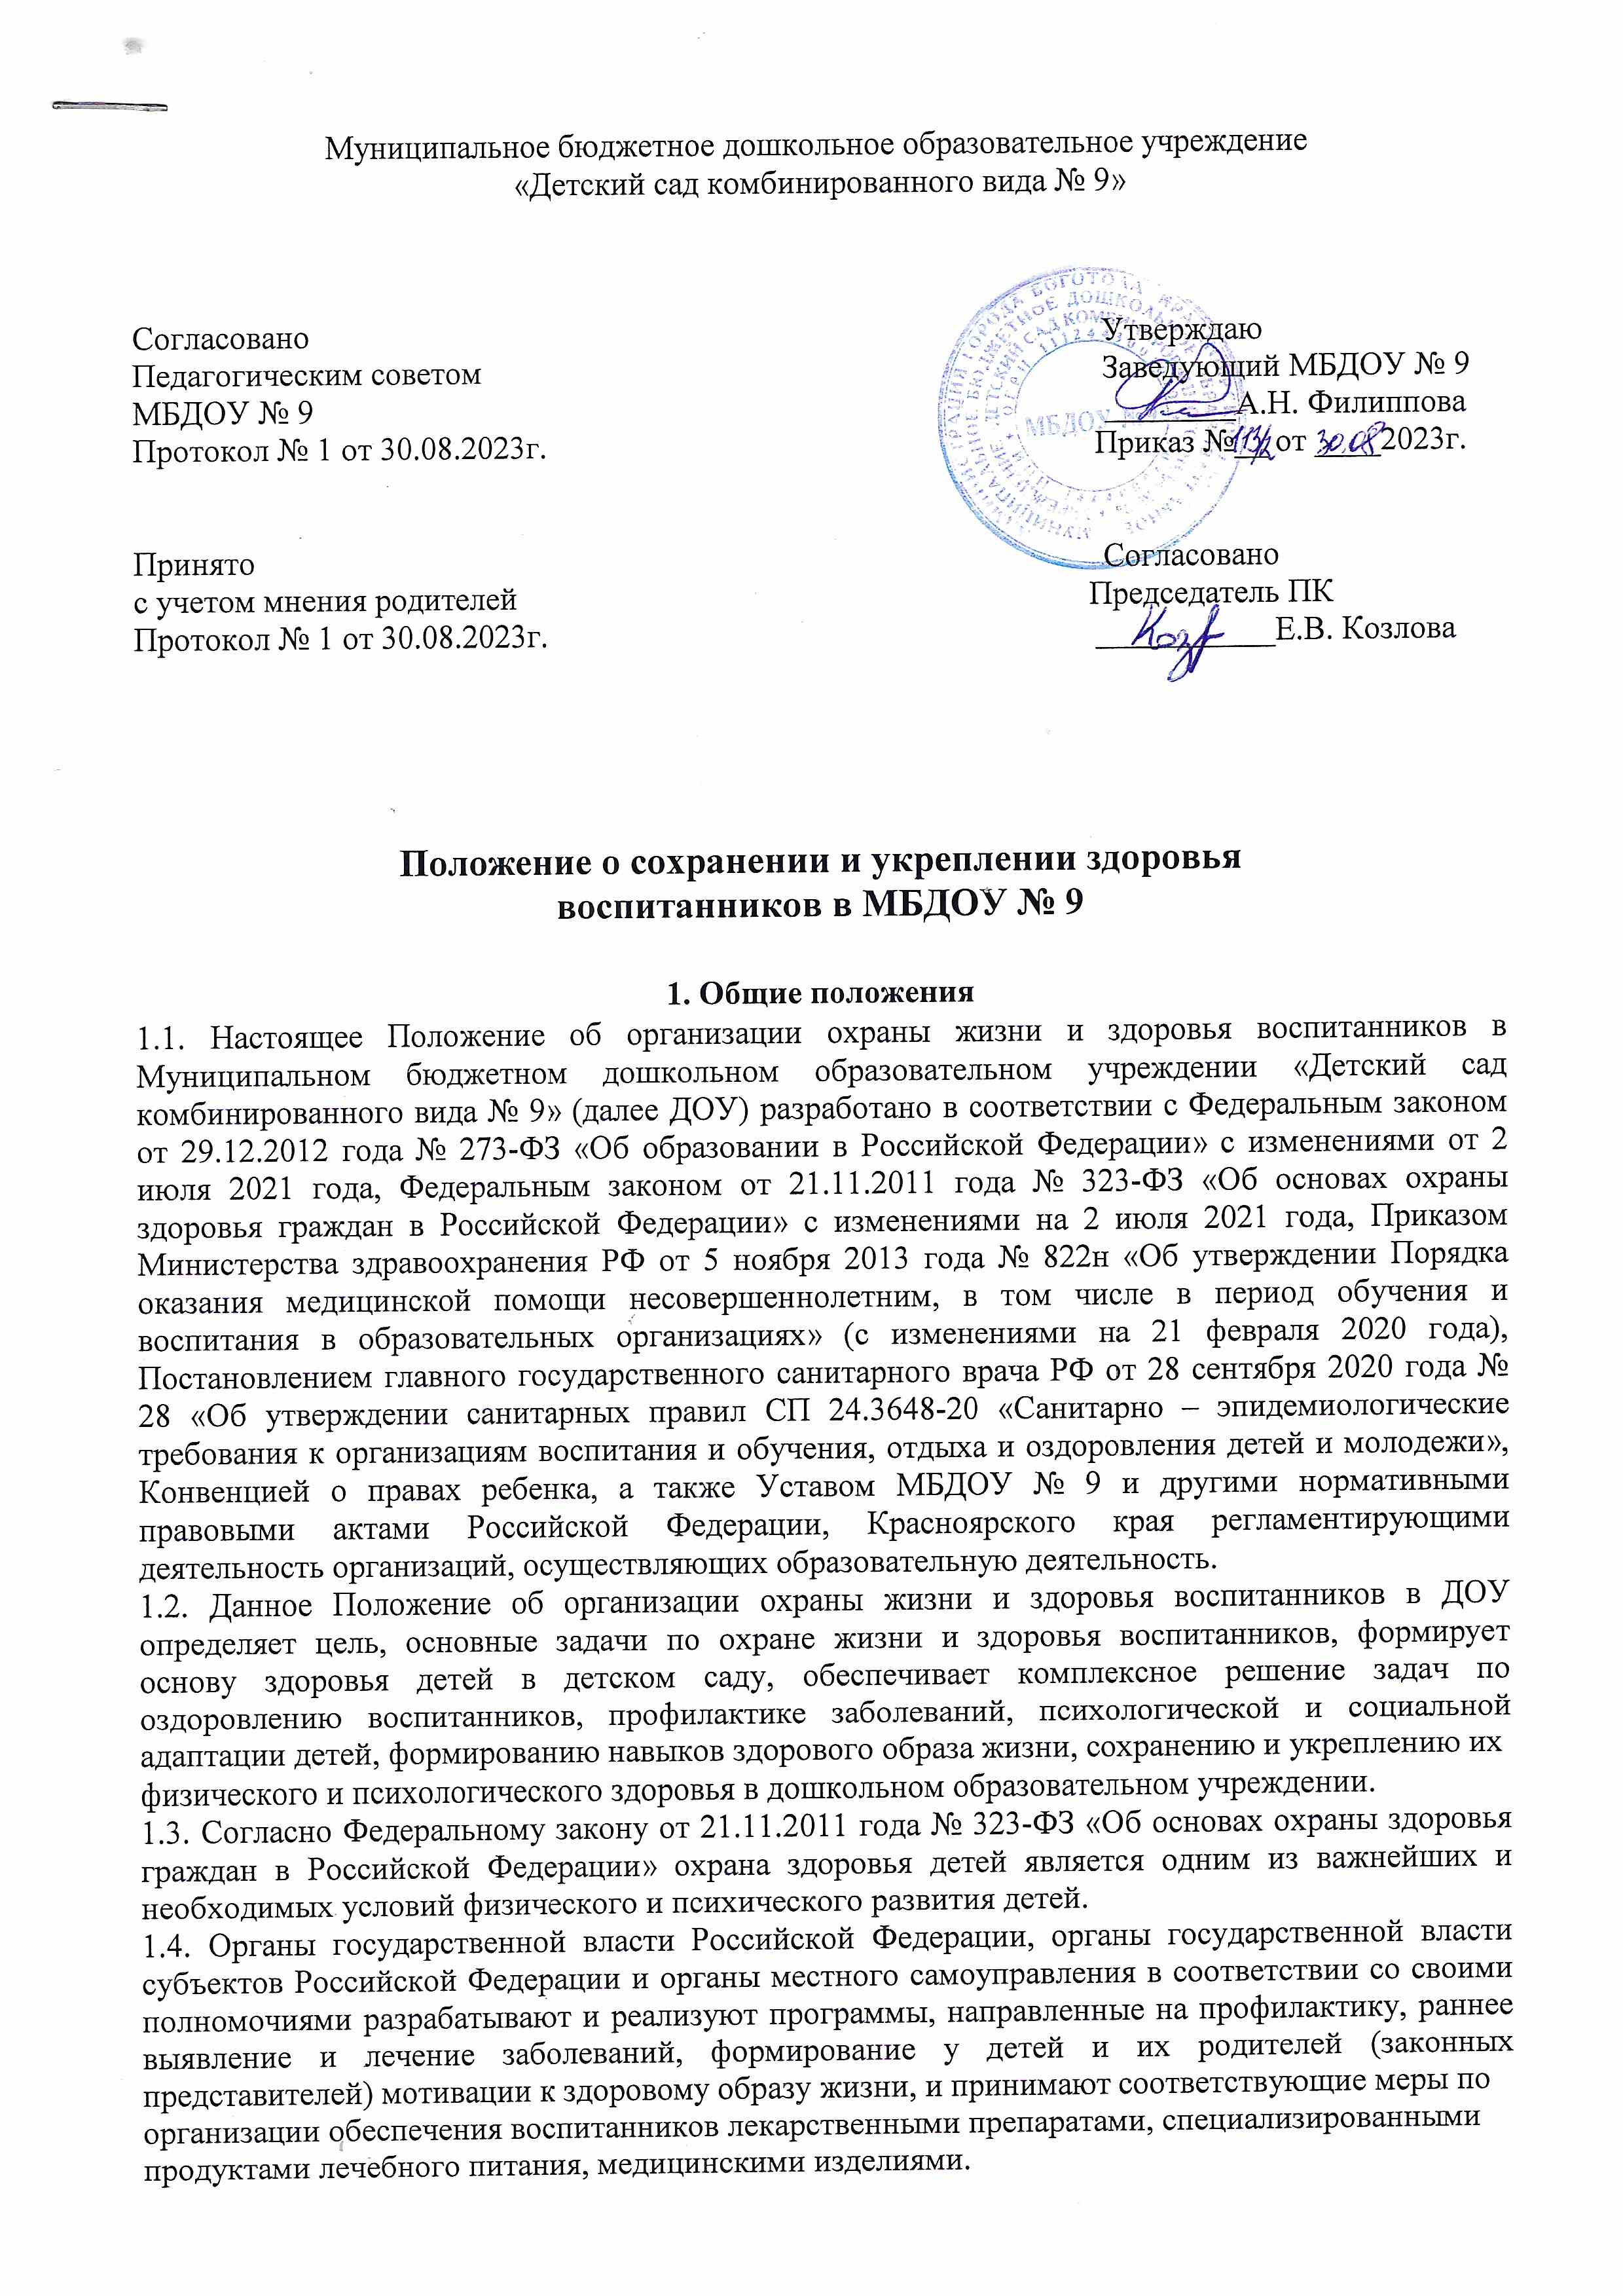 Муниципальное бюджетное дошкольное образовательное учреждение
«Детский сад комбинированного вида № 9»
Согласовано
Педагогическим советом
МБДОУ № 9
Протокол № 1 от 30.08.2023г.
Утверждаю
Заведующий МБДОУ № 9
А.Н. Филиппова
Приказ № 113/2 от 30.08 2023г.
МБДОУ
Принято
с учетом мнения родителей
Протокол № 1 от 30.08.2023г.
Согласовано
Председатель ПК
Е.В. Козлова
Положение о сохранении и укреплении здоровья
воспитанников в МБДОУ № 9
1. Общие положения
1.1. Настоящее Положение об организации охраны жизни и здоровья воспитанников в
Муниципальном бюджетном дошкольном образовательном учреждении «Детский сад
комбинированного вида № 9» (далее ДОУ) разработано в соответствии с Федеральным законом
от 29.12.2012 года № 273-ФЗ «Об образовании в Российской Федерации» с изменениями от 2
июля 2021 года, Федеральным законом от 21.11.2011 года № 323-ФЗ «Об основах охраны
здоровья граждан в Российской Федерации» с изменениями на 2 июля 2021 года, Приказом
Министерства здравоохранения РФ от 5 ноября 2013 года № 822н «Об утверждении Порядка
оказания медицинской помощи несовершеннолетним, в том числе в период обучения и
воспитания в образовательных организациях» (с изменениями на 21 февраля 2020 года),
Постановлением главного государственного санитарного врача РФ от 28 сентября 2020 года №
28 «Об утверждении санитарных правил СП 24.3648-20 «Санитарно – эпидемиологические
требования к организациям воспитания и обучения, отдыха и оздоровления детей и молодежи»,
Конвенцией о правах ребенка, а также Уставом МБДОУ № 9 и другими нормативными
правовыми актами Российской Федерации, Красноярского края регламентирующими
деятельность организаций, осуществляющих образовательную деятельность.
1.2. Данное Положение об организации охраны жизни и здоровья воспитанников в ДОУ
определяет цель, основные задачи по охране жизни и здоровья воспитанников, формирует
основу здоровья детей в детском саду, обеспечивает комплексное решение задач по
оздоровлению воспитанников, профилактике заболеваний, психологической и социальной
адаптации детей, формированию навыков здорового образа жизни, сохранению и укреплению их
физического и психологического здоровья в дошкольном образовательном учреждении.
1.3. Согласно Федеральному закону от 21.11.2011 года № 323-ФЗ «Об основах охраны здоровья
граждан в Российской Федерации» охрана здоровья детей является одним из важнейших и
необходимых условий физического и психического развития детей.
1.4. Органы государственной власти Российской Федерации, органы государственной власти
субъектов Российской Федерации и органы местного самоуправления в соответствии со своими
полномочиями разрабатывают и реализуют программы, направленные на профилактику, раннее
выявление и лечение заболеваний, формирование у детей и их родителей (законных
представителей) мотивации к здоровому образу жизни, и принимают соответствующие меры по
организации обеспечения воспитанников лекарственными препаратами, специализированными
продуктами лечебного питания, медицинскими изделиями.